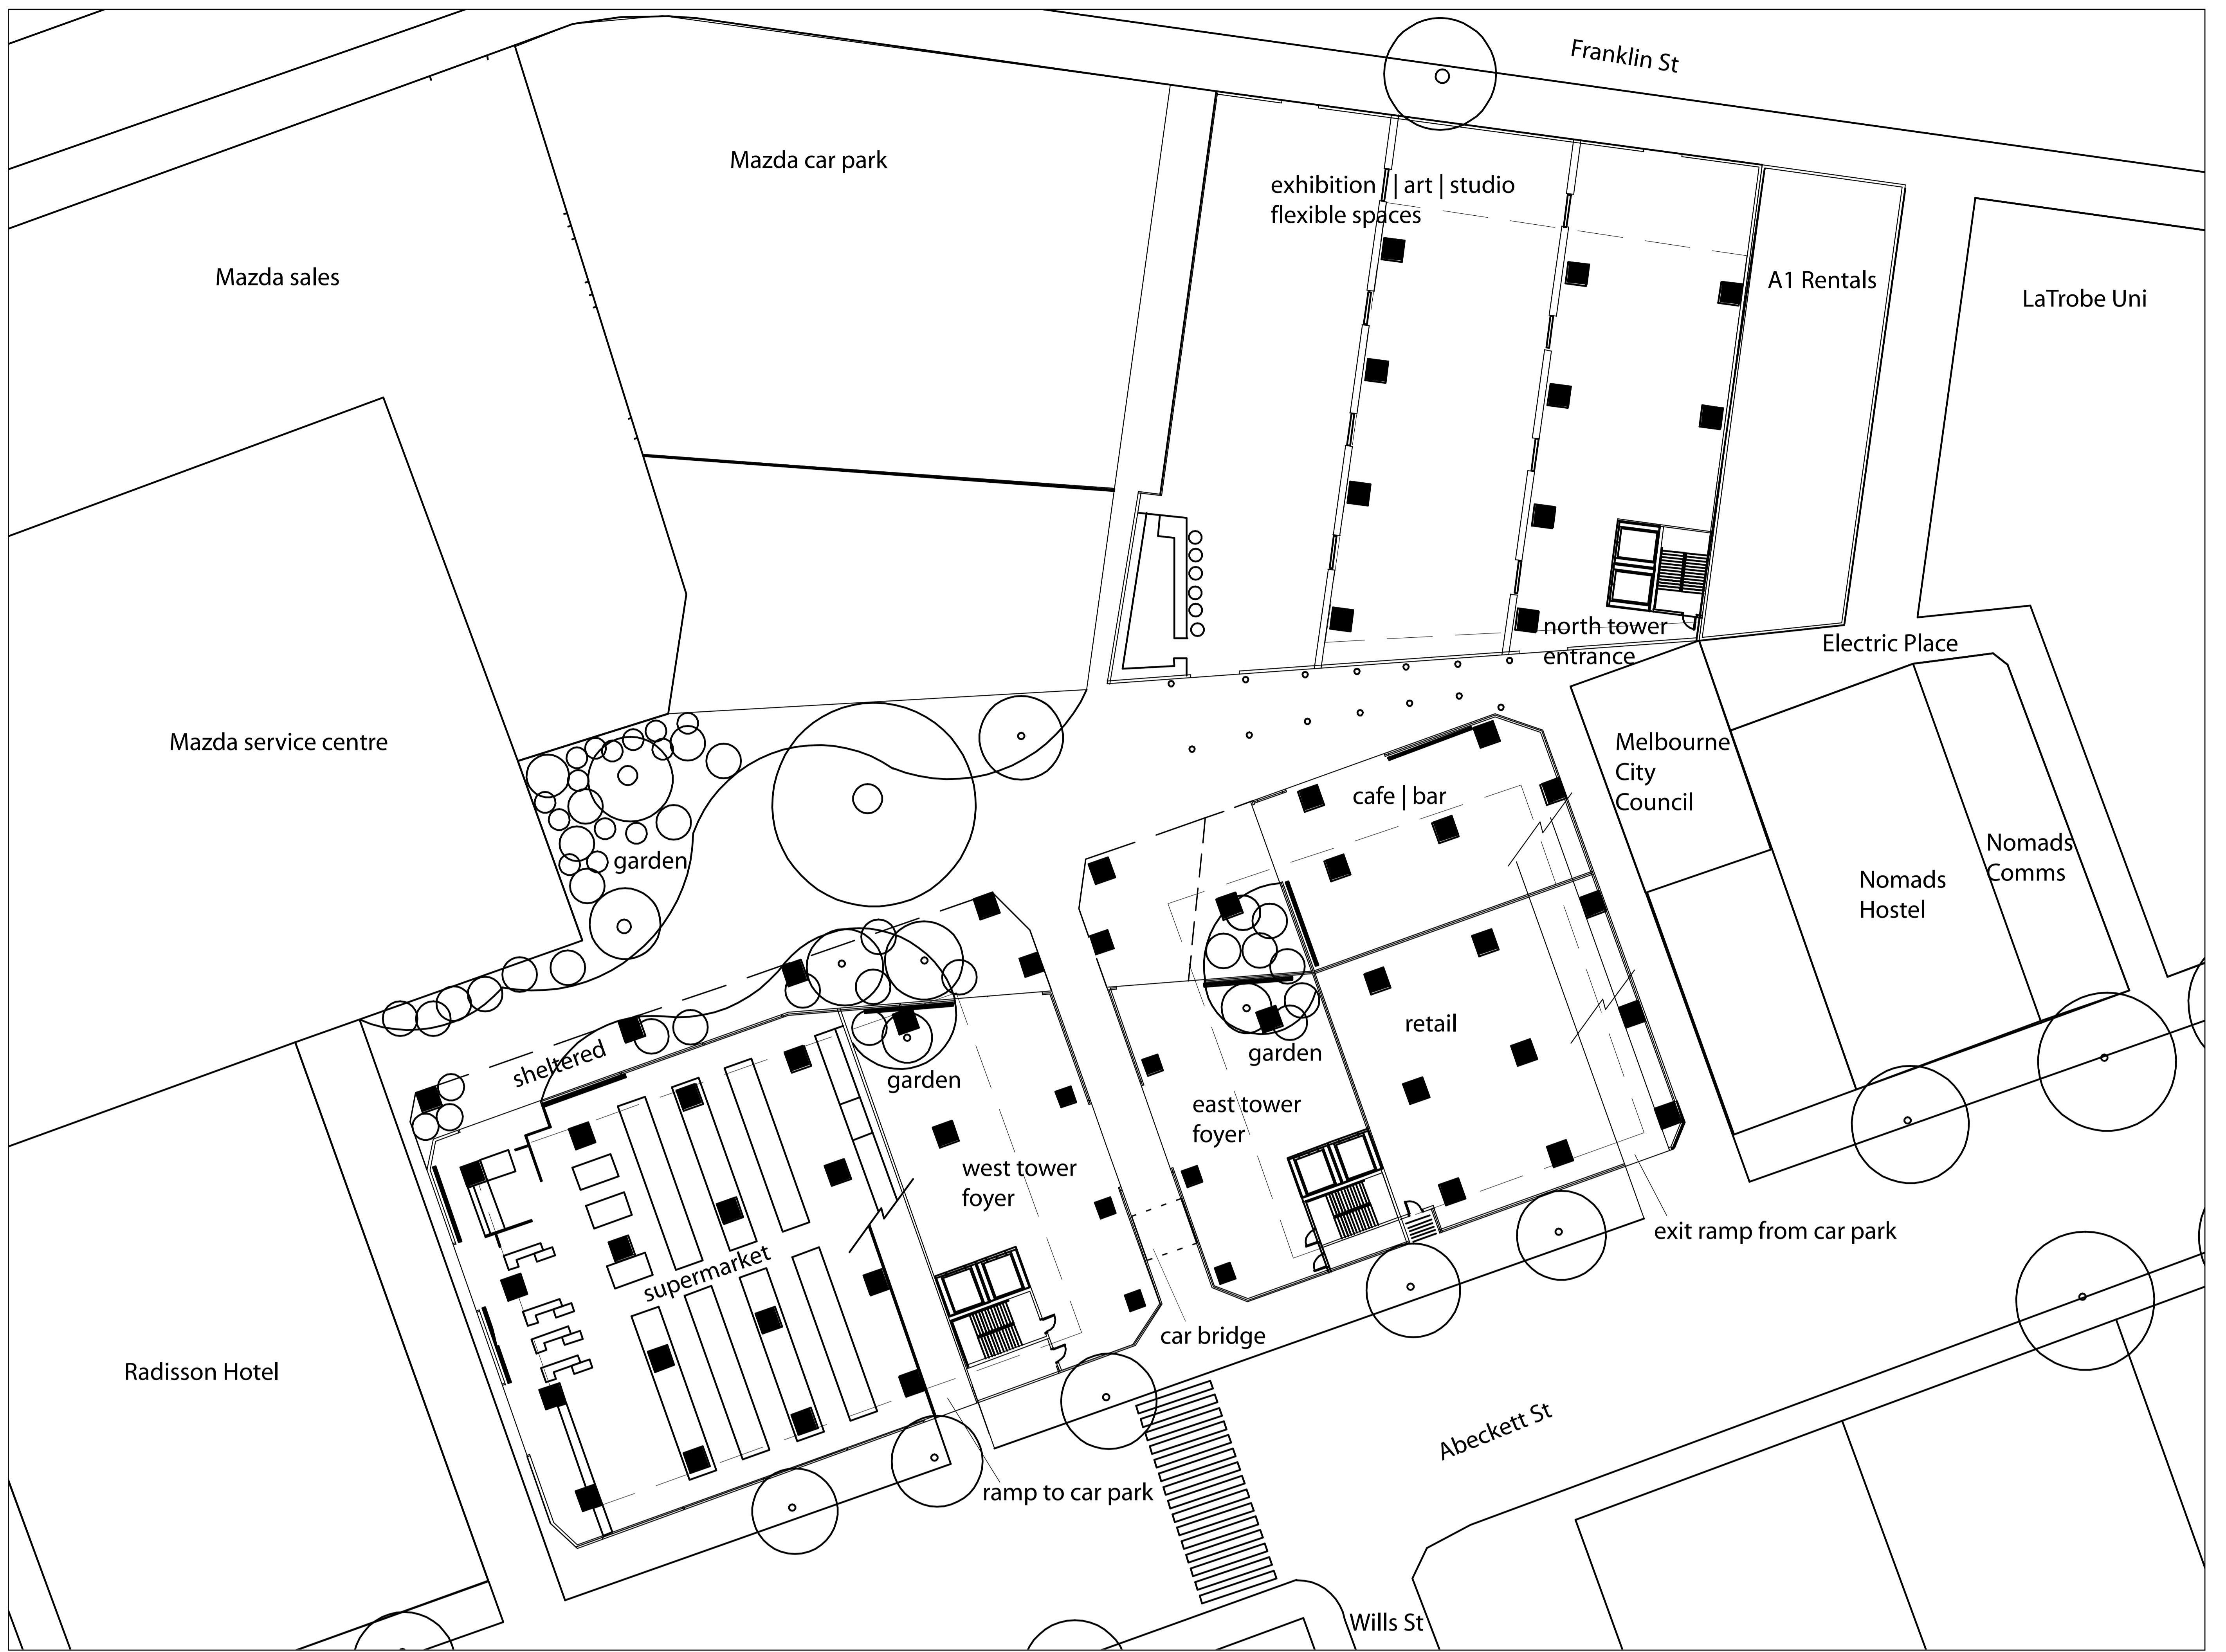 Franklin St
Mazda car park
exhibition | art | studio
flexible spaces
Mazda sales
A1 Rentals
LaTrobe Uni
north tower
entrance
Electric Place
Mazda service centre
Melbourne
City
Council
cafe | bar
garden
Nomads
Comms
Nomads
Hostel
retail
sheltered
garden
garden
east tower
foyer
west tower
foyer
exit ramp from car park
supermarket
car bridge
Radisson Hotel
Abeckett St
ramp to car park
Wills St